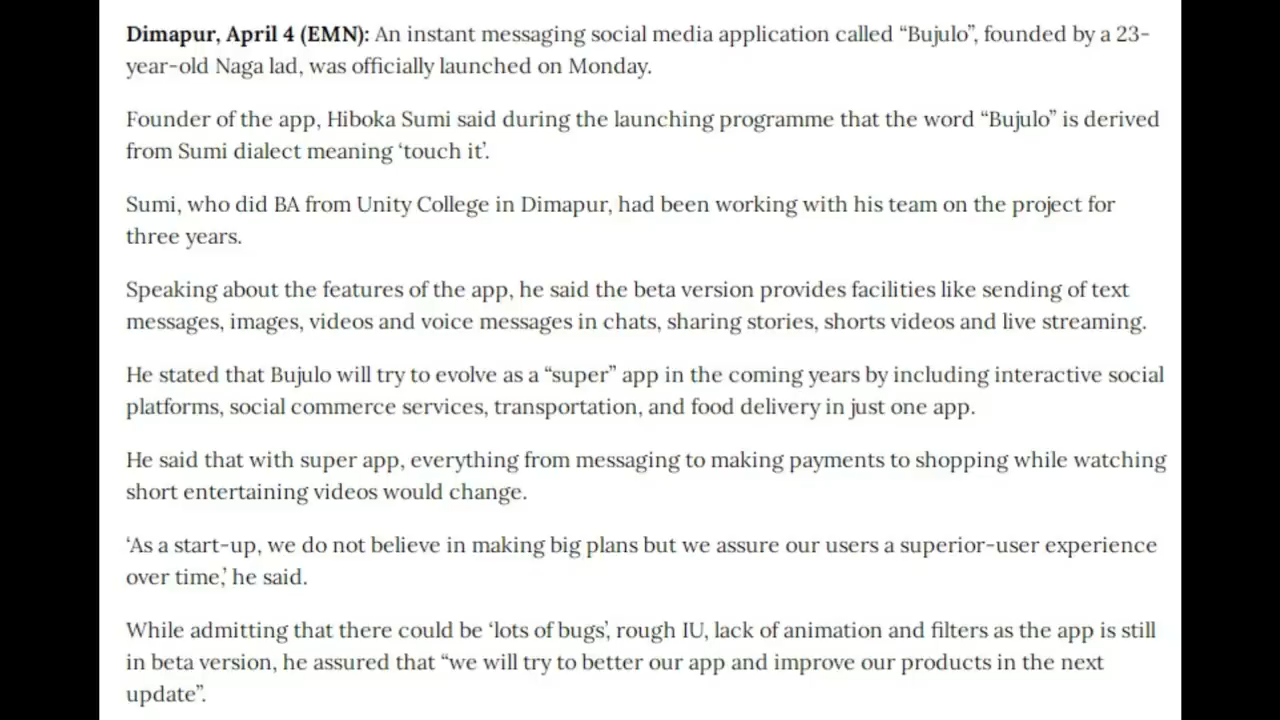 Dimapur, April 4 (EMN): An instant messaging social media application called “Bujulo”, founded by a 23-
year-old Naga lad, was officially launched on Monday.
Founder of the app, Hiboka Sumi said during the launching programme that the word “Bujulo” is derived
from Sumi dialect meaning ‘touch it’.
Sumi, who did BA from Unity College in Dimapur, had been working with his team on the project for
three years.
Speaking about the features of the app, he said the beta version provides facilities like sending of text
messages, images, videos and voice messages in chats, sharing stories, shorts videos and live streaming.
He stated that Bujulo will try to evolve as a “super” app in the coming years by including interactive social
platforms, social commerce services, transportation, and food delivery in just one app.
He said that with super app, everything from messaging to making payments to shopping while watching
short entertaining videos would change.
‘As a start-up, we do not believe in making big plans but we assure our users a superior-user experience
over time,’ he said.
While admitting that there could be ‘lots of bugs’, rough IU, lack of animation and filters as the app is still
in beta version, he assured that “we will try to better our app and improve our products in the next
update”.